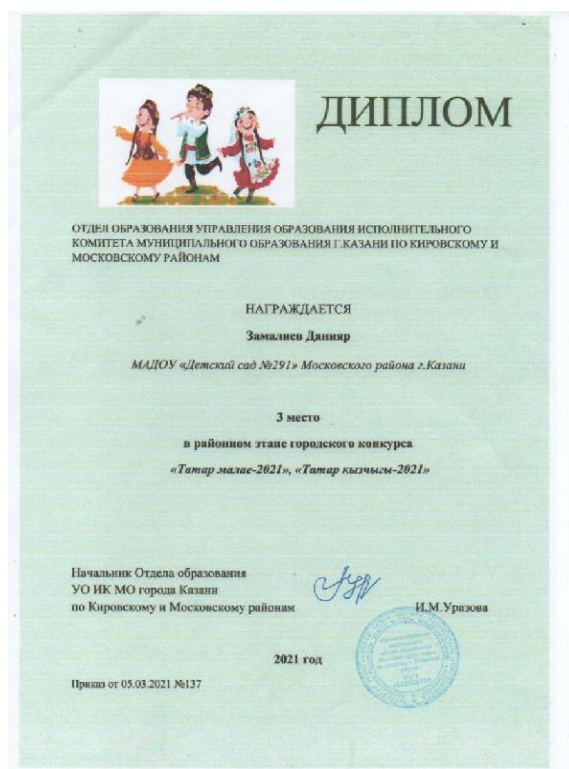 ДИПЛОМ
ОТДЕЛ ОБРАЗОВАНИЯ УПРАВЛЕНИЯ ОБРАЗОВАНИЯ ИСПОЛНИТЕЛЬНОГО
КОМИТЕТА МУНИЦИПАЛЬНОГО ОБРАЗОВАНИЯ Г.КАЗАНИ ПО КИРОВСКОМУ И
МОСКОВСКОМУ РАЙОНАМ
НАГРАЖДАЕТСЯ
Замалиев Данияр
МАДОУ «Детский сад №291» Московского района г.Казани
3 место
в районном этапе городского конкурса
«Татар малае-2021», «Татар кызчыгы-2021»
Начальник Отдела образования
УО ИК МО города Казани
по Кировскому и Московскому районам И.М.Уразова
2021 год
Приказ от 05.03.2021 №137